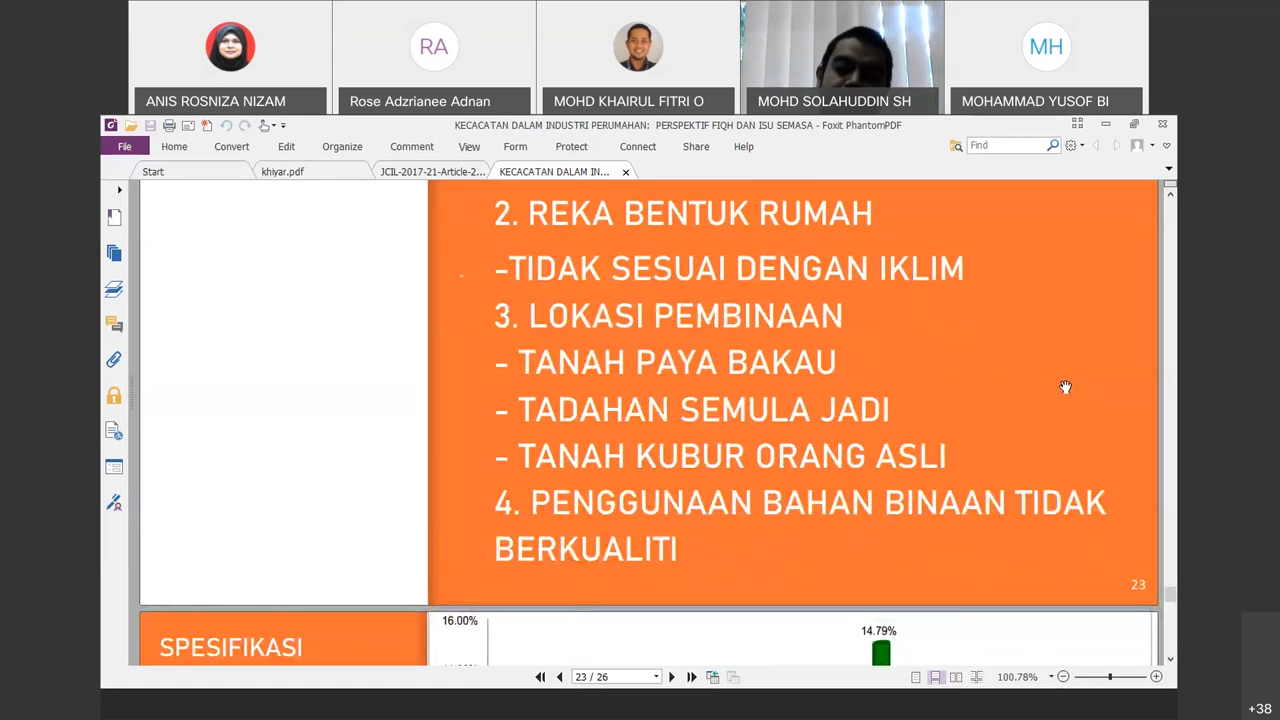 RA
MH
ANIS ROSNIZA NIZAM
Rose Adzrianee Adnan
MOHD KHAIRUL FITRI O
MOHD SOLAHUDDIN SH
MOHAMMAD YUSOF BI
KECACATAN DALAM INDUSTRI PERUMAHAN: PERSPEKTIF FIQH DAN ISU SEMASA - Foxit PhantomPDF
File Home Convert Edit Organize Comment View Form Protect Connect Share Help Find
Start khiyar.pdf JCIL-2017-21-Article-2... KECACATAN DALAM IN...
2. REKA BENTUK RUMAH
-TIDAK SESUAI DENGAN IKLIM
3. LOKASI PEMBINAAN
- TANAH PAYA BAKAU
- TADAHAN SEMULA JADI
- TANAH KUBUR ORANG ASLI
4. PENGGUNAAN BAHAN BINAAN TIDAK
BERKUALITI
23
16.00%
14.79%
SPESIFIKASI
23 / 26
100.78%
+38